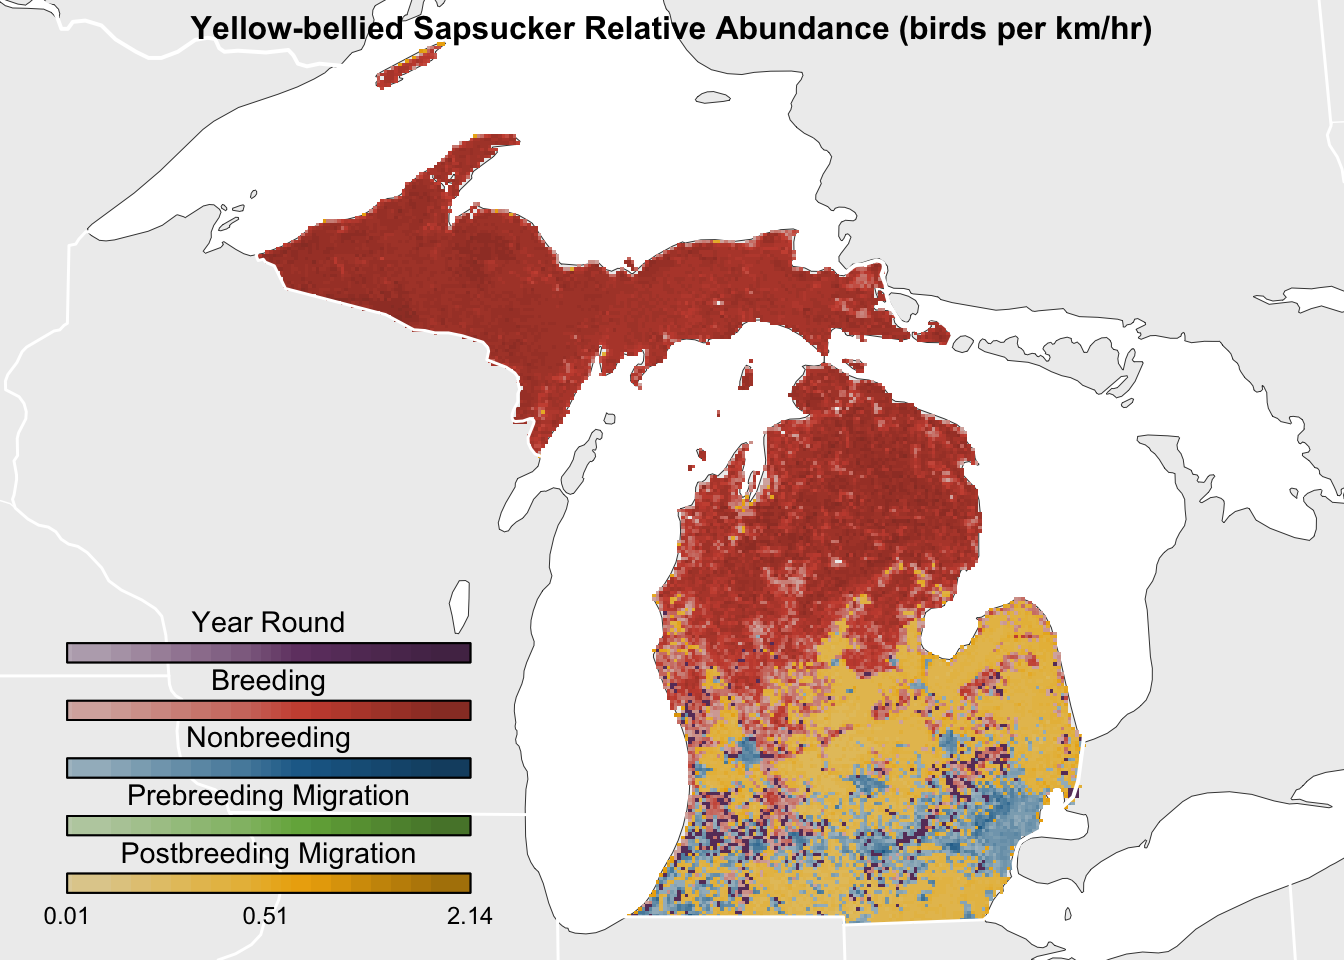 Yellow-bellied Sapsucker Relative Abundance (birds per km/hr)
Year Round
Breeding
Nonbreeding
Prebreeding Migration
Postbreeding Migration
0.01 0.51 2.14